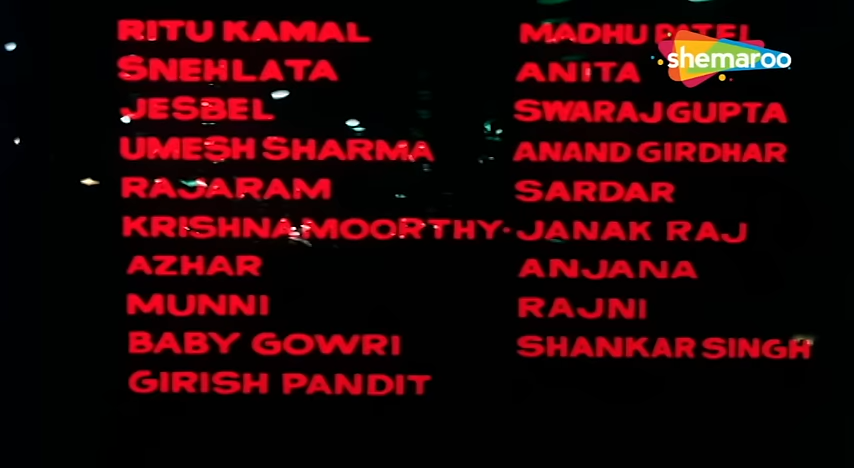 RITU KAMAL
SNEHLATA
JESBEL
UMESH SHARMA
RAJARAM
KRISHNAMOORTHY.
AZHAR
MUNNI
BABY GOWRI
GIRISH PANDIT
MADHU PATEL
ANITA
SWARAJ GUPTA
ANAND GIRDHAR
SARDAR
JANAK RAJ
ANJANA
RAJNI
SHANKAR SINGH
shemaroo